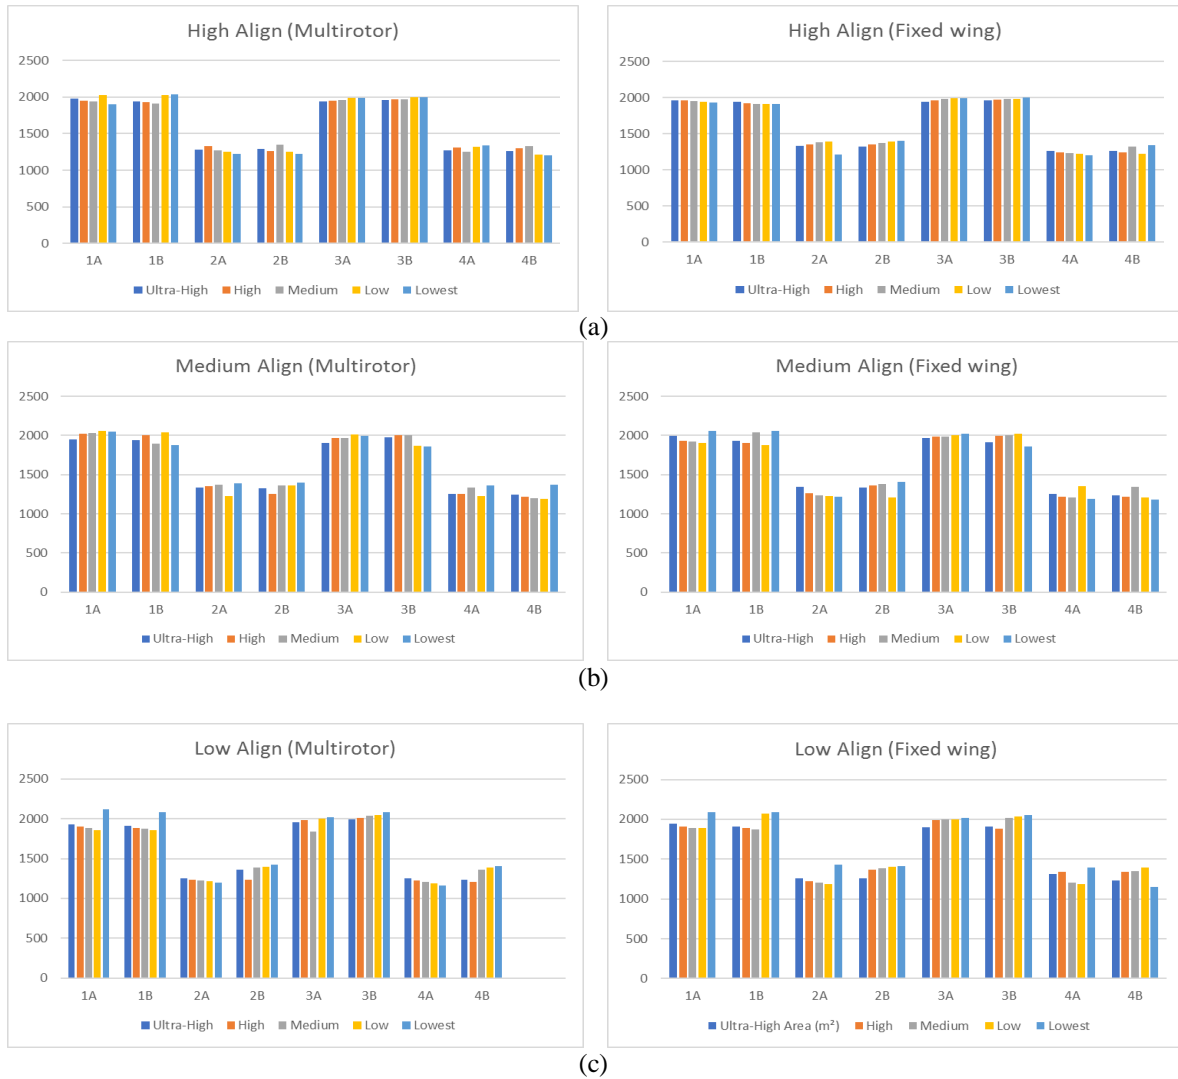 High Align (Multirotor)
2500
2000
1500
1000
500
0
1A 1B 2A 2B 3A 3B 4A 4B
Ultra-High High Medium Low Lowest
High Align (Fixed wing)
2500
2000
1500
1000
500
0
1A 1B 2A 2B 3A 3B 4A 4B
Ultra-High High Medium Low Lowest
(a)
Medium Align (Multirotor)
2500
2000
1500
1000
500
0
1A 1B 2A 2B 3A 3B 4A 4B
Ultra-High High Medium Low Lowest
Medium Align (Fixed wing)
2500
2000
1500
1000
500
0
1A 1B 2A 2B 3A 3B 4A 4B
Ultra-High High Medium Low Lowest
(b)
Low Align (Multirotor)
2500
2000
1500
1000
500
0
1A 1B 2A 2B 3A 3B 4A 4B
Ultra-High High Medium Low Lowest
Low Align (Fixed wing)
2500
2000
1500
1000
500
0
1A 1B 2A 2B 3A 3B 4A 4B
Ultra-High Area (m²) High Medium Low Lowest
(c)